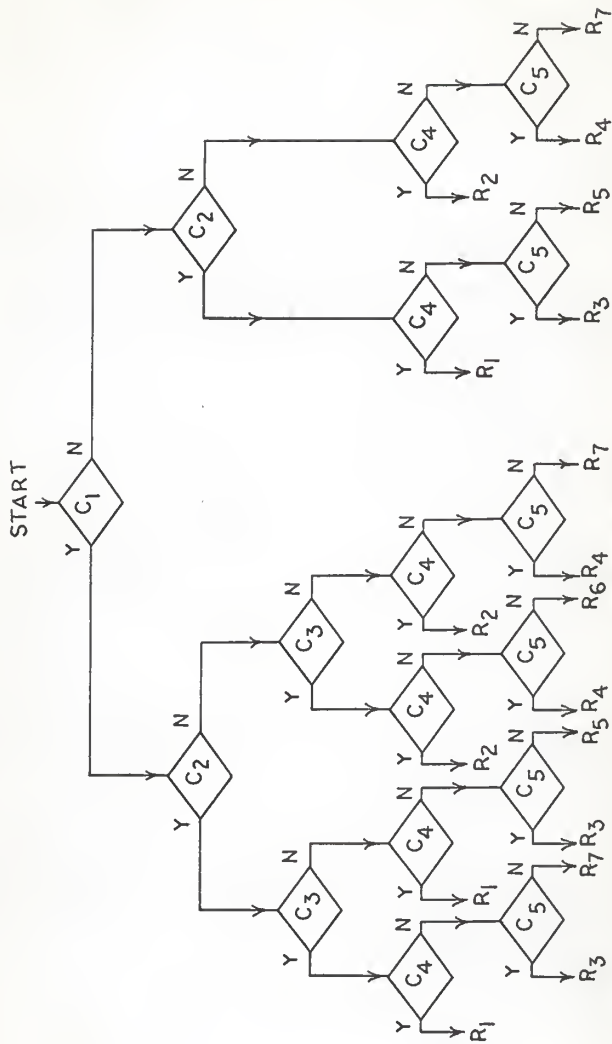 START
Y C1 N
Y C2 N Y C2 N
Y C3 N Y C3 N
Y C4 N Y C4 N Y C4 N Y C4 N Y C4 N Y C4 N
R1 R1 R2 R2 R1 R2
Y C5 N Y C5 N Y C5 N Y C5 N Y C5 N Y C5 N
R3 R7 R3 R5 R4 R6 R4 R7 R3 R5 R4 R7